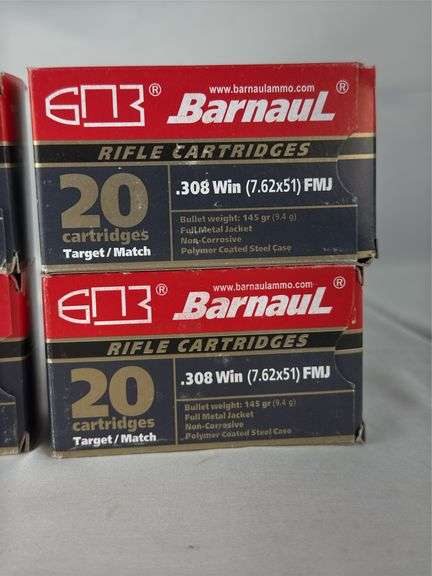 www.barnaulammo.com
БПЗ® Barnaul®
RIFLE CARTRIDGES
20
cartridges
Target/Match
.308 Win (7.62x51) FMJ
Bullet weight: 145 gr (9.4 g)
Full Metal Jacket
Non-Corrosive
Polymer Coated Steel Case
www.barnaulammo.com
БПЗ® Barnaul®
RIFLE CARTRIDGES
20
cartridges
Target/Match
.308 Win (7.62x51) FMJ
Bullet weight: 145 gr (9.4 g)
Full Metal Jacket
Non-Corrosive
Polymer Coated Steel Case